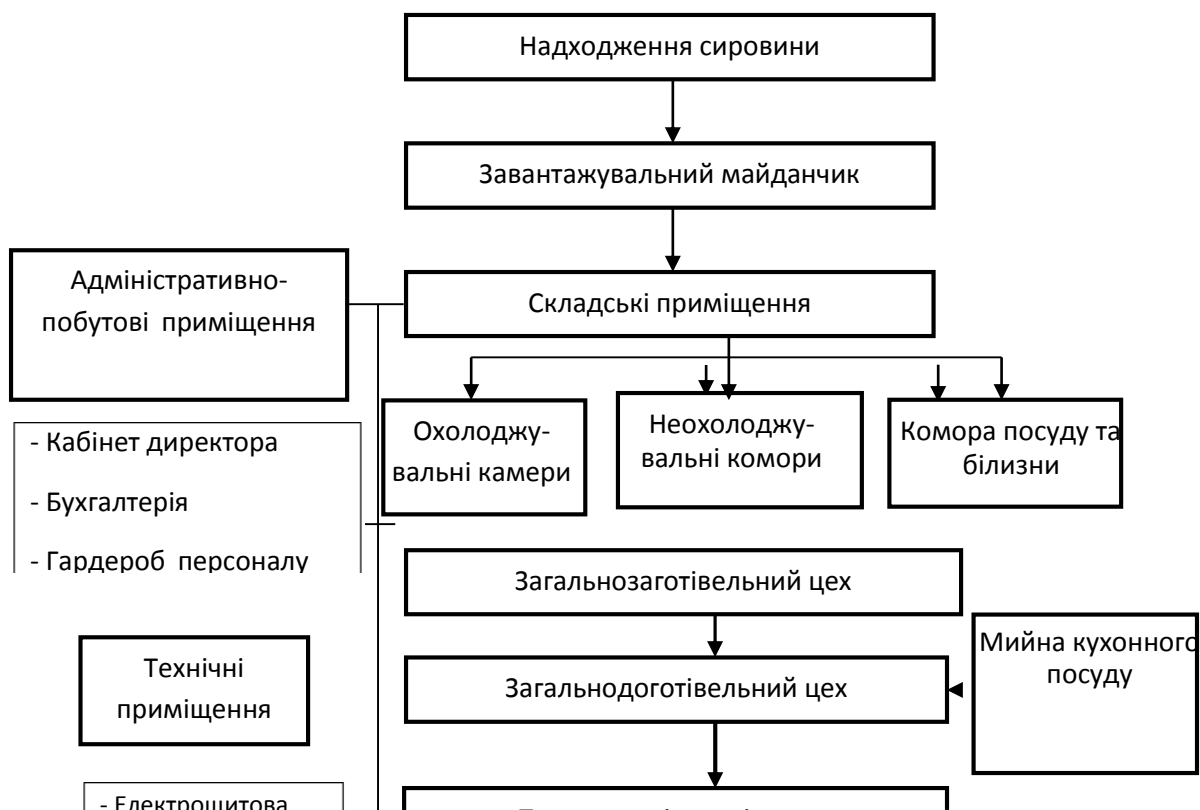 Надходження сировини
Завантажувальний майданчик
Адміністративно-
побутові приміщення
Складські приміщення
Охолоджу-
вальні камери
Неохолоджу-
вальні комори
Комора посуду та
білизни
- Кабінет директора
- Бухгалтерія
- Гардероб персоналу
Загальнозаготівельний цех
Мийна кухонного
посуду
Технічні
приміщення
Загальнодоготівельний цех
- Електрощитова